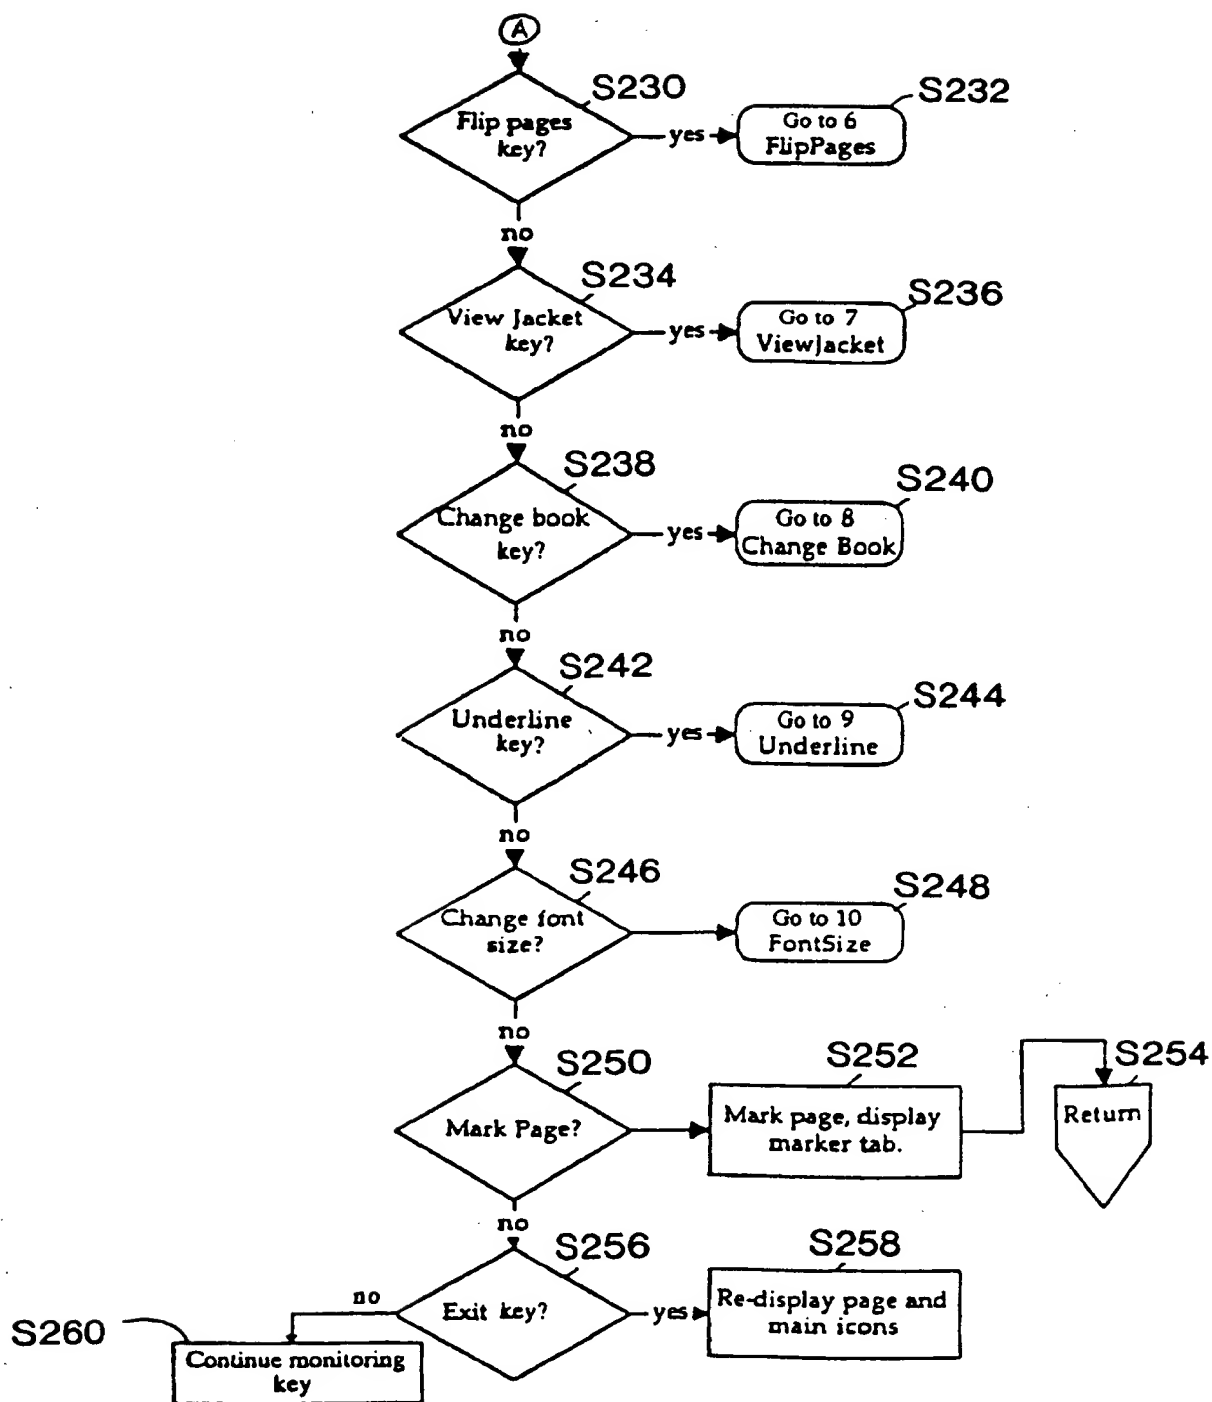 A
S230
Flip pages
key?
yes
S232
Go to 6
FlipPages
no
S234
View Jacket
key?
yes
S236
Go to 7
ViewJacket
no
S238
Change book
key?
yes
S240
Go to 8
Change Book
no
S242
Underline
key?
yes
S244
Go to 9
Underline
no
S246
Change font
size?
S248
Go to 10
FontSize
no
S250
Mark Page?
S252
Mark page, display
marker tab.
S254
Return
no
S256
Exit key?
yes
S258
Re-display page and
main icons
no
S260
Continue monitoring
key